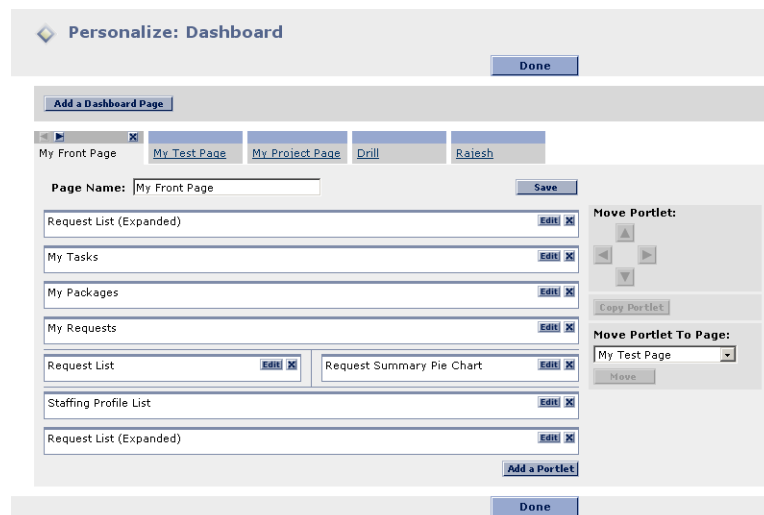 Personalize: Dashboard
Done
Add a Dashboard Page
My Front Page My Test Page My Project Page Drill Rajesh
Page Name: My Front Page Save
Request List (Expanded) Edit
My Tasks Edit
My Packages Edit
My Requests Edit
Request List Edit Request Summary Pie Chart Edit
Staffing Profile List Edit
Request List (Expanded) Edit
Add a Portlet
Move Portlet:
Copy Portlet
Move Portlet To Page:
My Test Page
Move
Done